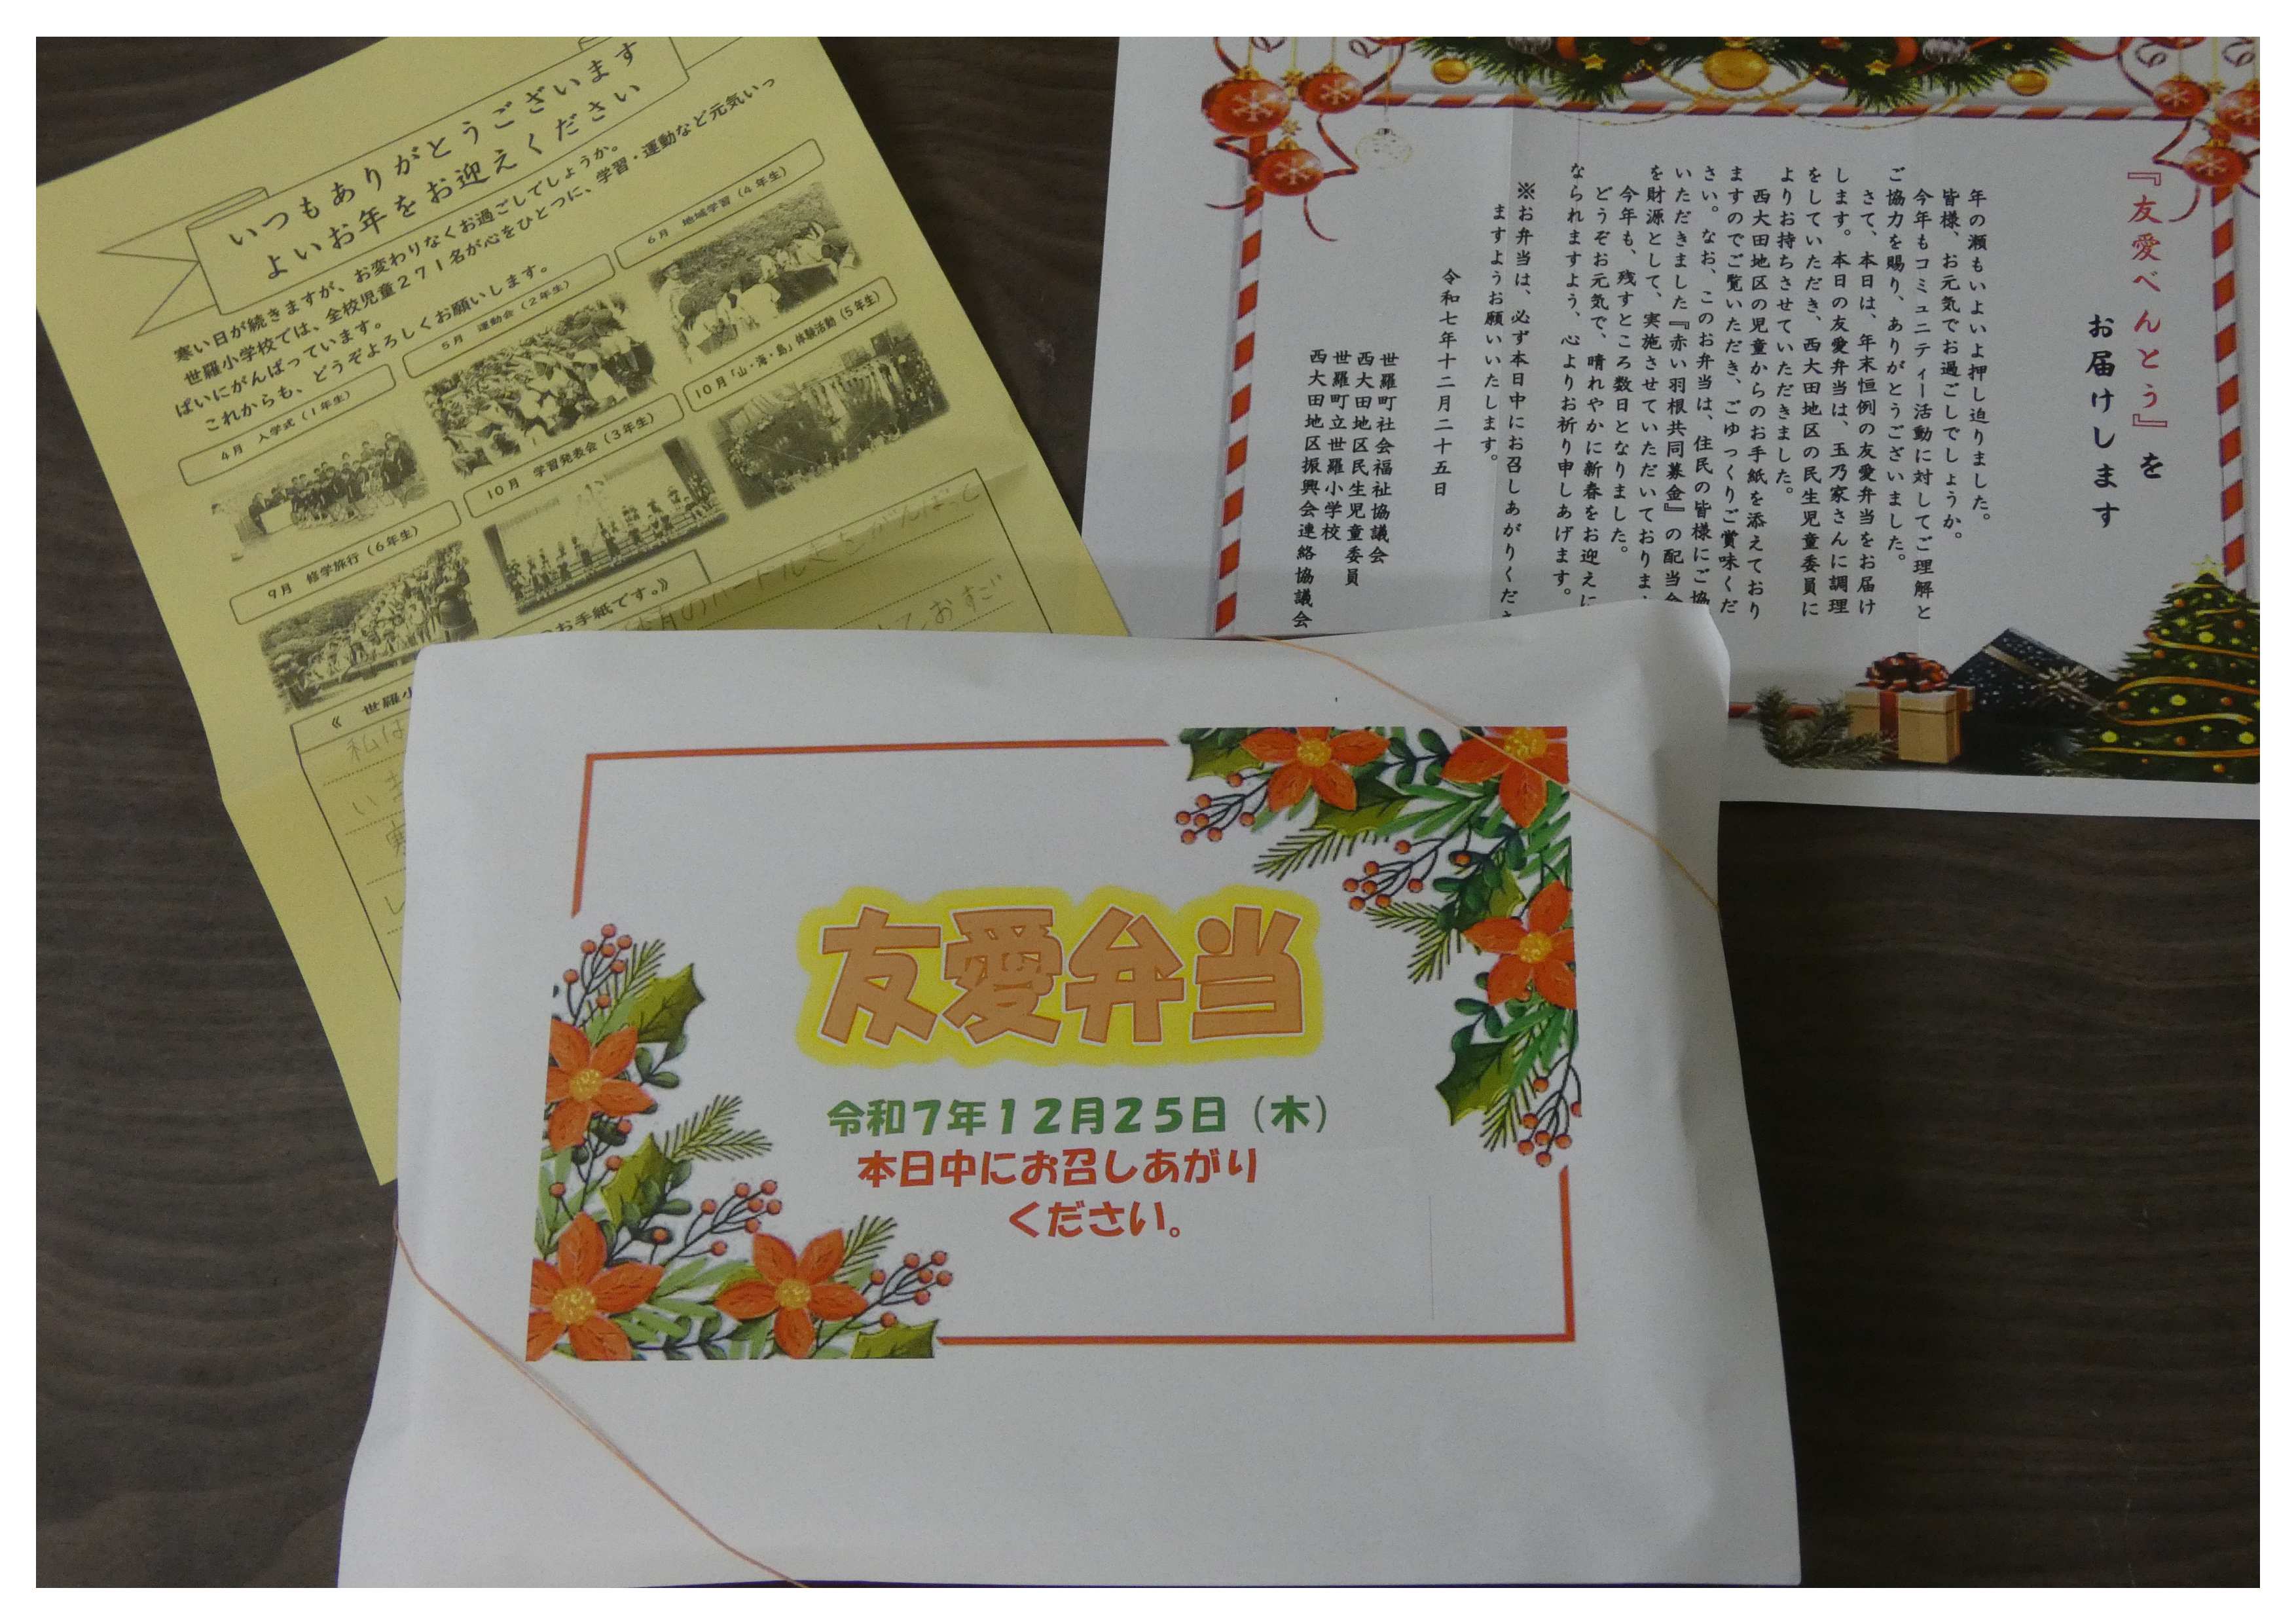 いつもありがとうございます
よいお年をお迎えください
寒い日が続きますが、お変わりなくお過ごしでしょうか。
世羅小学校では、全校児童271名が心をひとつに、学習・運動など元気いっ
ぱいにがんばっています。
これからも、どうぞよろしくお願いします。
4月 入学式(1年生)
5月 運動会(2年生)
6月 地域学習(4年生)
9月 修学旅行(6年生)
10月 学習発表会(3年生)
10月「山・海・島」体験活動(5年生)
《 世羅小
お手紙です。》
私は
『友愛べんとう』を
お届けします
年の瀬もいよいよ押し迫りました。
皆様、お元気でお過ごしでしょうか。
今年もコミュニティー活動に対してご理解と
ご協力を賜り、ありがとうございました。
さて、本日は、年末恒例の友愛弁当をお届け
します。本日の友愛弁当は、玉乃家さんに調理
をしていただき、西大田地区の民生児童委員に
よりお持ちさせていただきました。
西大田地区の児童からのお手紙を添えており
ますのでご覧いただき、ごゆっくりご賞味くだ
さい。なお、このお弁当は、住民の皆様にご協
いただきました『赤い羽根共同募金』の配当金
を財源として、実施させていただいておりま
今年も、残すところ数日となりました。
どうぞお元気で、晴れやかに新春をお迎えに
なられますよう、心よりお祈り申しあげます。
※お弁当は、必ず本日中にお召しあがりくださ
ますようお願いいたします。
令和七年十二月二十五日
世羅町社会福祉協議会
西大田地区民生児童委員
世羅町立世羅小学校
西大田地区振興会連絡協議会
友愛弁当
令和7年12月25日(木)
本日中にお召しあがり
ください。